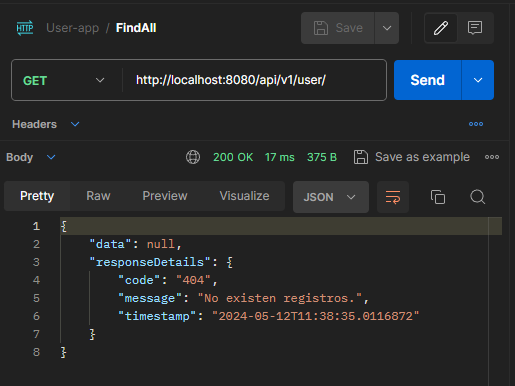 HTTP User-app / FindAll Save
GET http://localhost:8080/api/v1/user/ Send
Headers
Body 200 OK 17 ms 375 B Save as example
Pretty Raw Preview Visualize JSON
1 {
2 "data": null,
3 "responseDetails": {
4 "code": "404",
5 "message": "No existen registros.",
6 "timestamp": "2024-05-12T11:38:35.0116872"
7 }
8 }